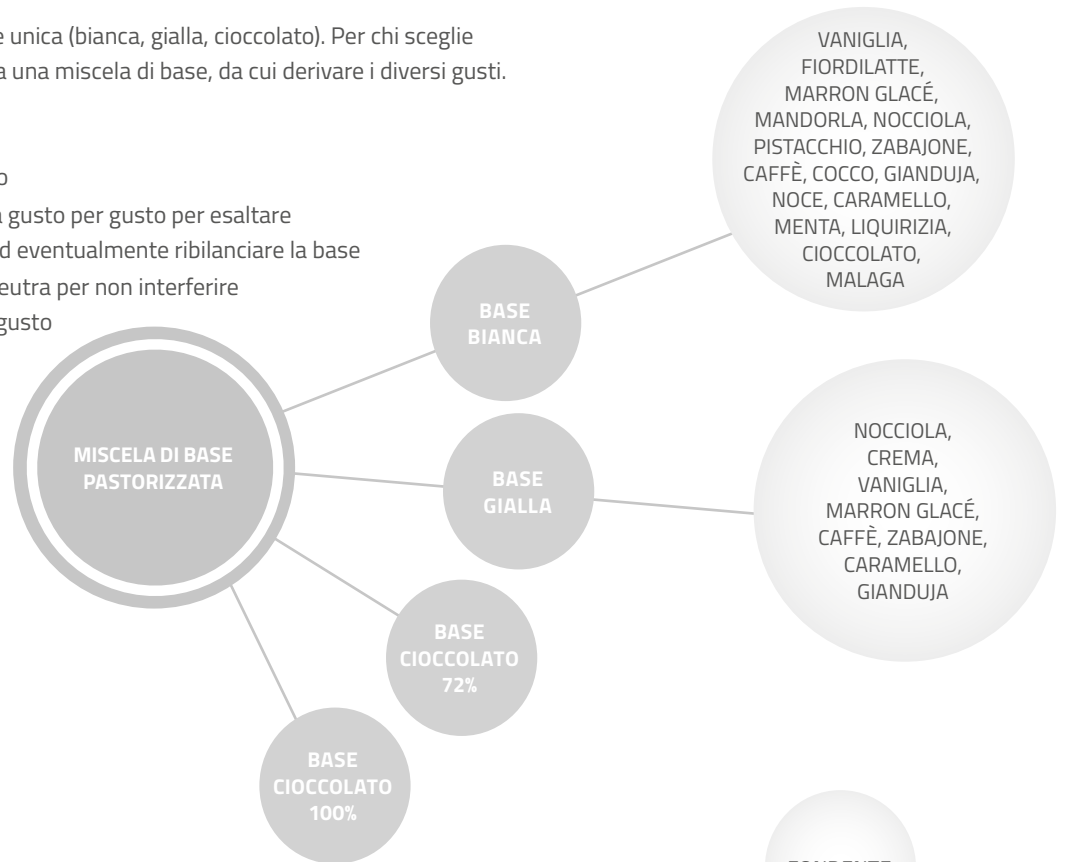 e unica (bianca, gialla, cioccolato). Per chi sceglie
a una miscela di base, da cui derivare i diversi gusti.
o
a gusto per gusto per esaltare
d eventualmente ribilanciare la base
eutra per non interferire
gusto
MISCELA DI BASE
PASTORIZZATA
BASE
BIANCA
VANIGLIA,
FIORDILATTE,
MARRON GLACÉ,
MANDORLA, NOCCIOLA,
PISTACCHIO, ZABAJONE,
CAFFÈ, COCCO, GIANDUJA,
NOCE, CARAMELLO,
MENTA, LIQUIRIZIA,
CIOCCOLATO,
MALAGA
BASE
GIALLA
NOCCIOLA,
CREMA,
VANIGLIA,
MARRON GLACÉ,
CAFFÈ, ZABAJONE,
CARAMELLO,
GIANDUJA
BASE
CIOCCOLATO
72%
BASE
CIOCCOLATO
100%
FONDENTE